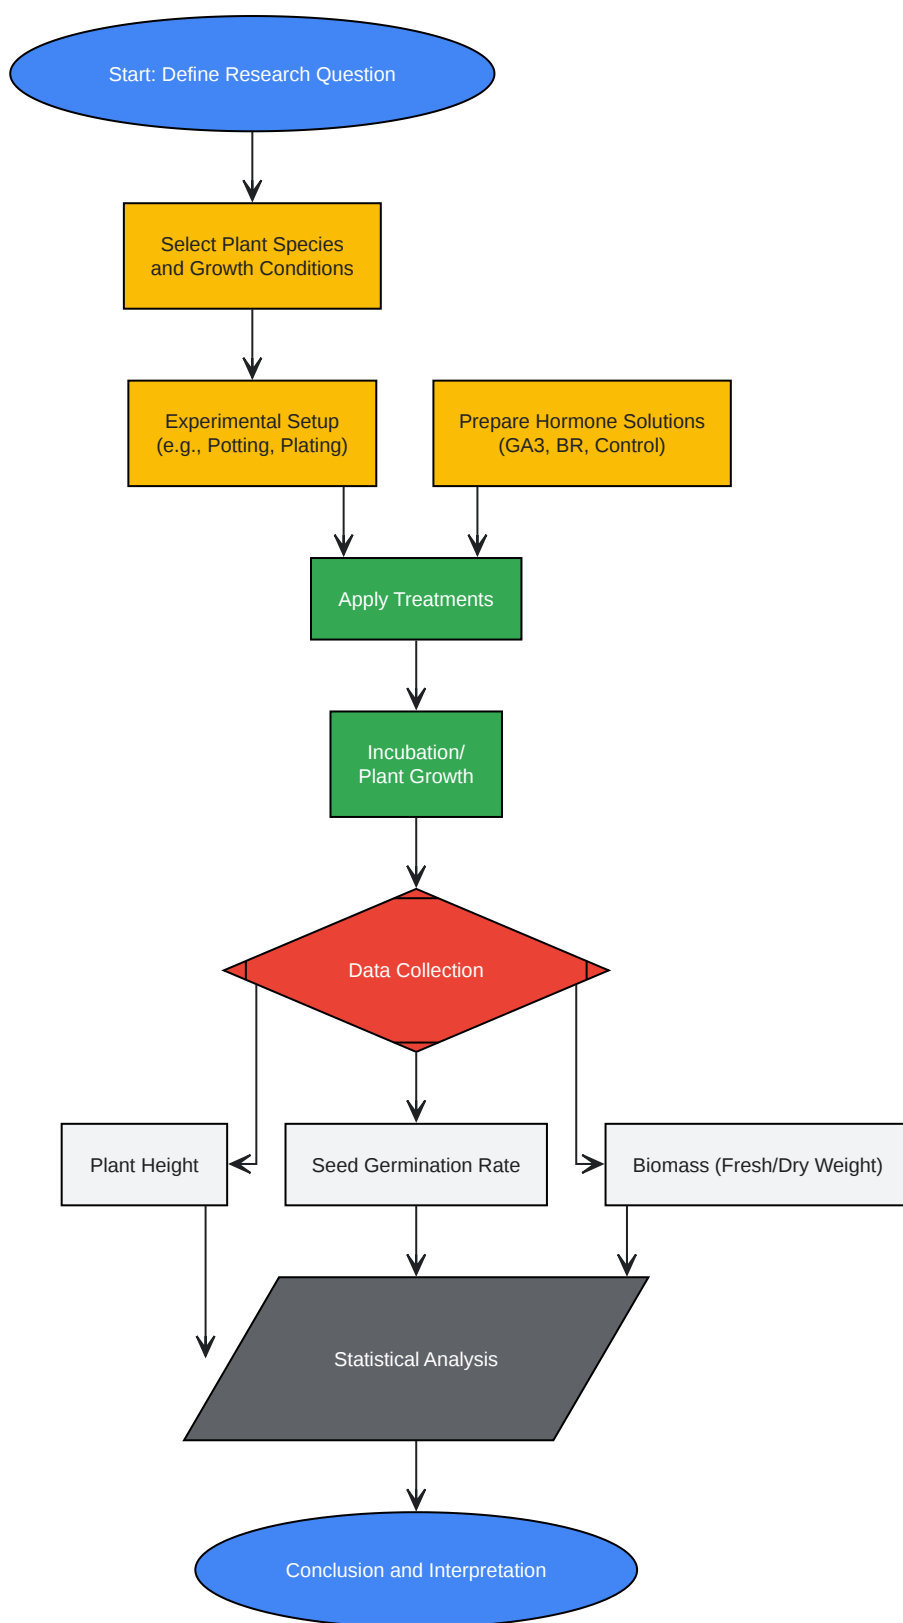 Start: Define Research Question
Select Plant Species
and Growth Conditions
Experimental Setup
(e.g., Potting, Plating)
Prepare Hormone Solutions
(GA3, BR, Control)
Apply Treatments
Incubation/
Plant Growth
Data Collection
Plant Height
Seed Germination Rate
Biomass (Fresh/Dry Weight)
Statistical Analysis
Conclusion and Interpretation